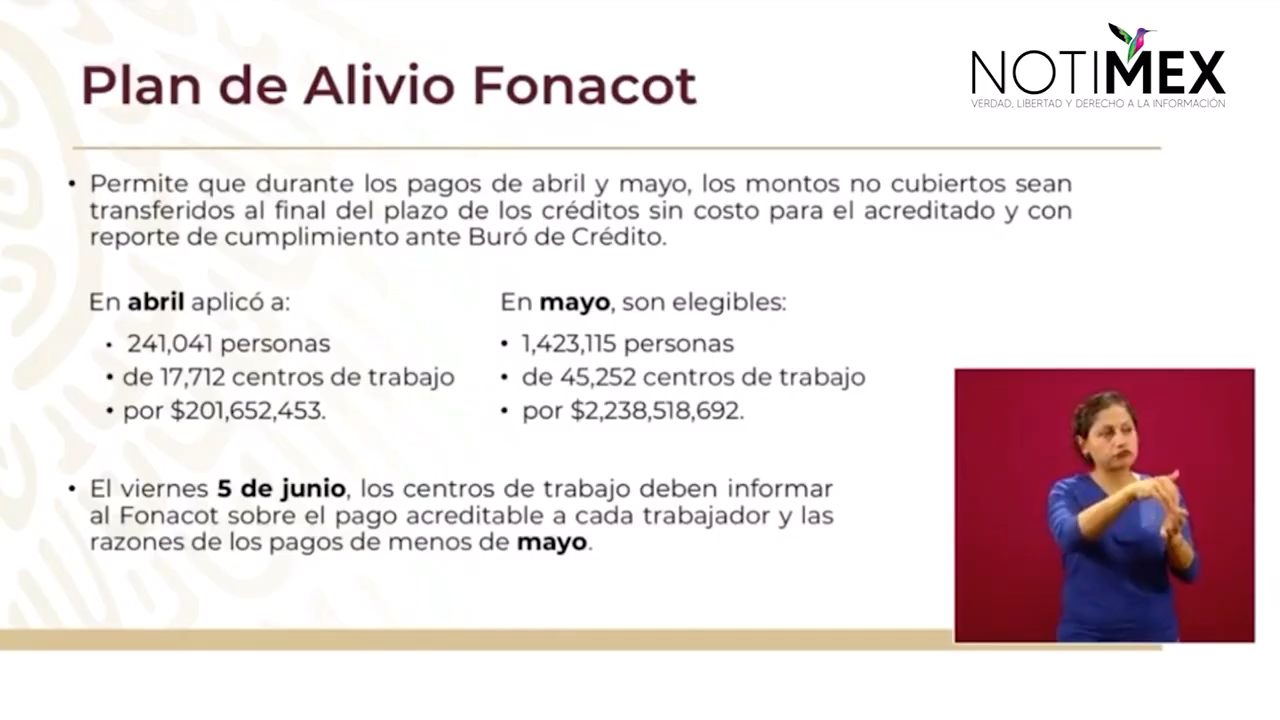 Plan de Alivio Fonacot
NOTIMEX
VERDAD, LIBERTAD Y DERECHO A LA INFORMACIÓN
• Permite que durante los pagos de abril y mayo, los montos no cubiertos sean
transferidos al final del plazo de los créditos sin costo para el acreditado y con
reporte de cumplimiento ante Buró de Crédito.
En abril aplicó a:
• 241,041 personas
• de 17,712 centros de trabajo
• por $201,652,453.
En mayo, son elegibles:
• 1,423,115 personas
• de 45,252 centros de trabajo
• por $2,238,518,692.
• El viernes 5 de junio, los centros de trabajo deben informar
al Fonacot sobre el pago acreditable a cada trabajador y las
razones de los pagos de menos de mayo.